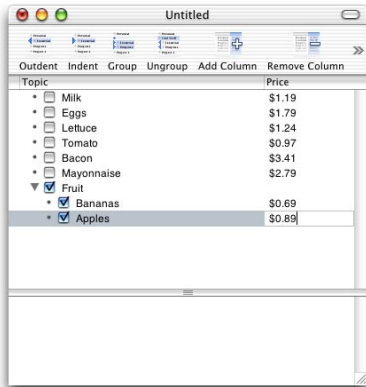 Untitled
Outdent Indent Group Ungroup Add Column Remove Column
Topic Price
Milk $1.19
Eggs $1.79
Lettuce $1.24
Tomato $0.97
Bacon $3.41
Mayonnaise $2.79
Fruit
Bananas $0.69
Apples $0.89